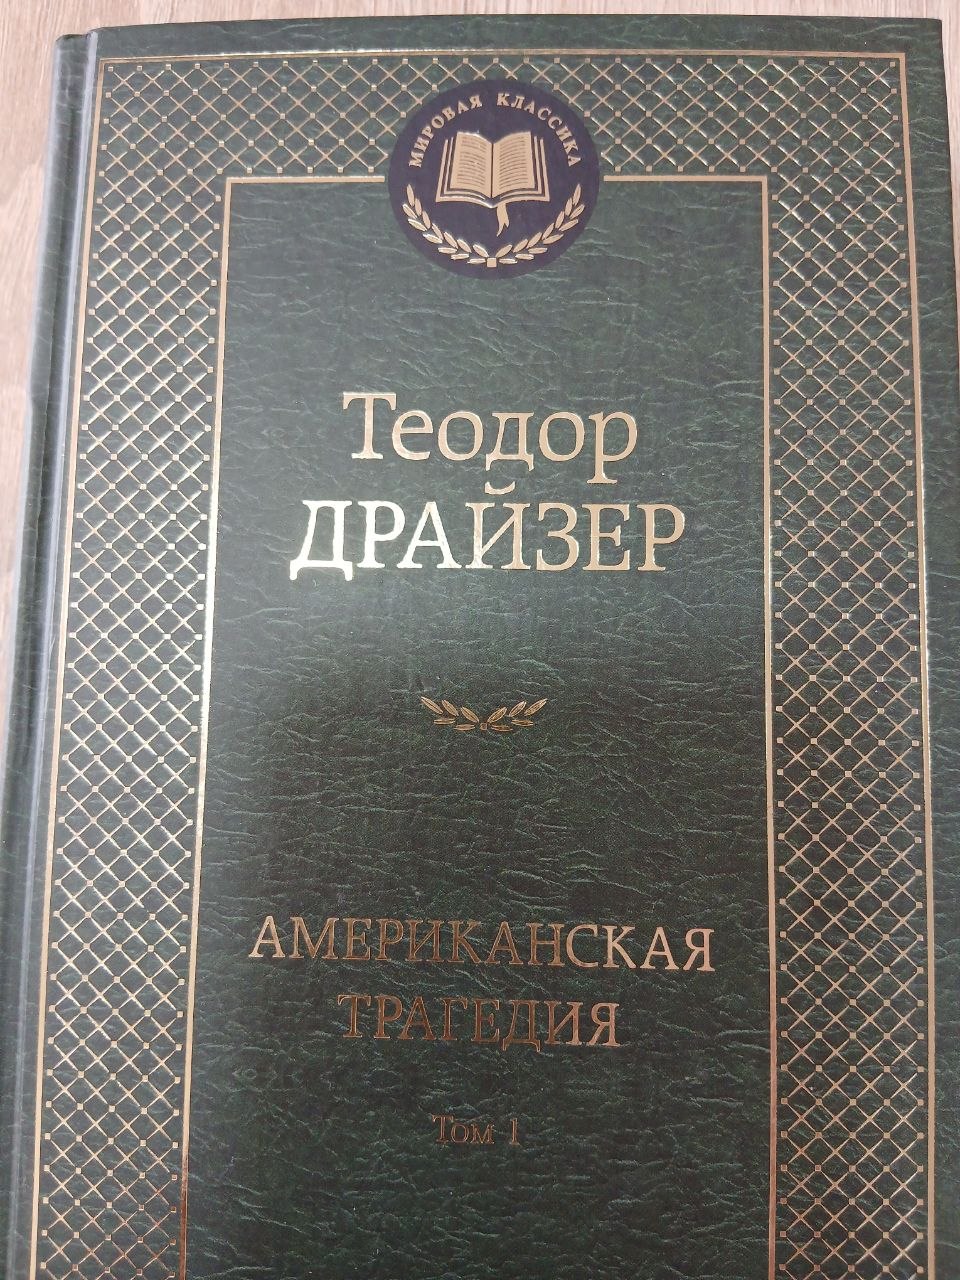 МИРОВАЯ КЛАССИКА
Теодор
ДРАЙЗЕР
АМЕРИКАНСКАЯ
ТРАГЕДИЯ
Том 1